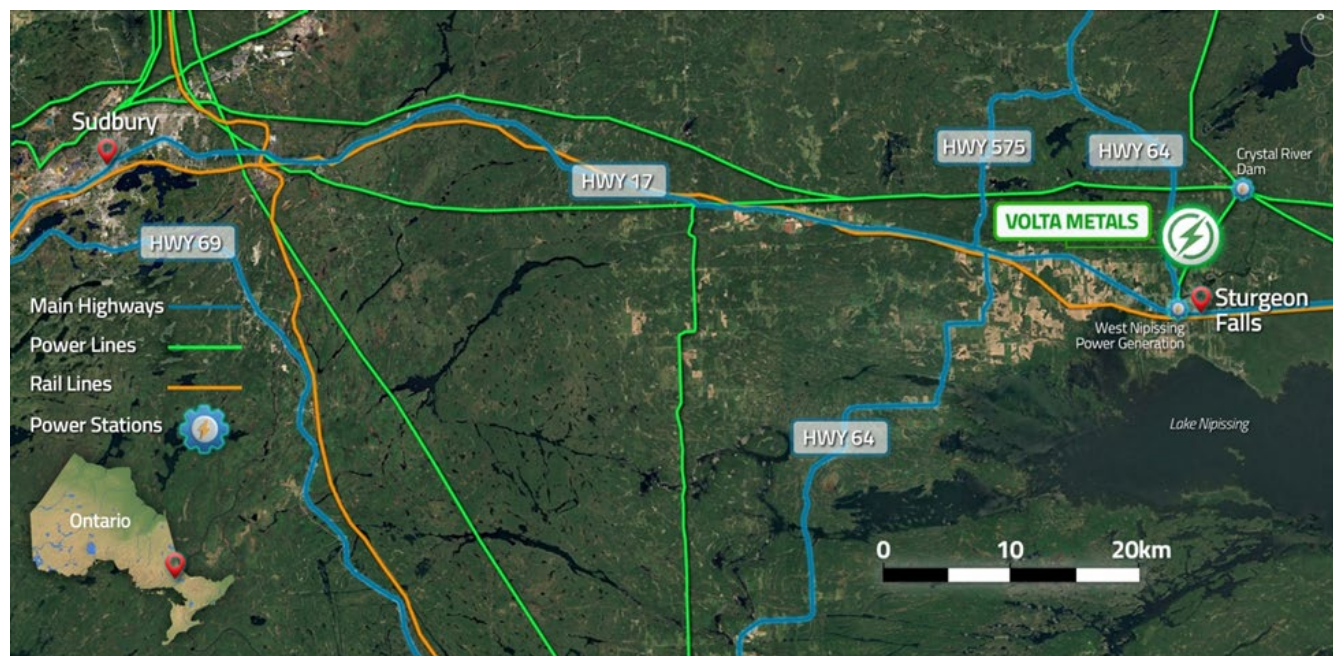 Sudbury
HWY 17
HWY 575
HWY 64
Crystal River
Dam
VOLTA METALS
HWY 69
Sturgeon
Falls
West Nipissing
Power Generation
Main Highways
Power Lines
Rail Lines
Power Stations
Lake Nipissing
HWY 64
Ontario
0 10 20km